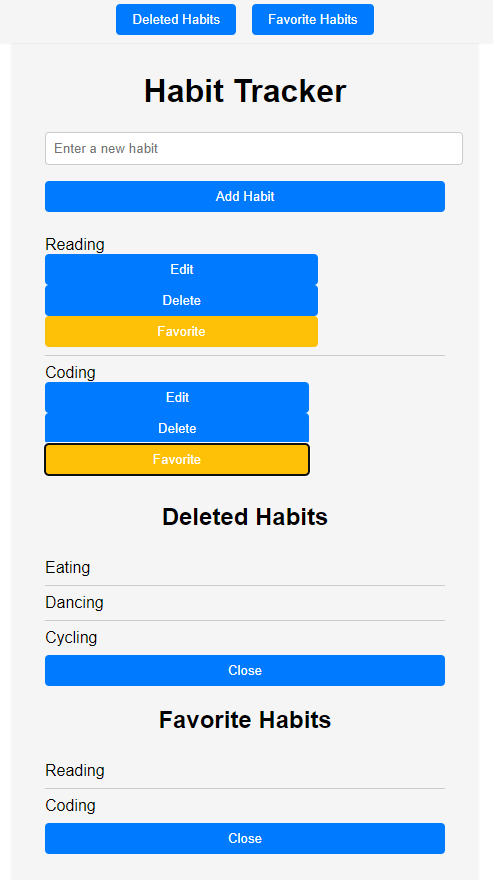 Deleted Habits Favorite Habits
Habit Tracker
Enter a new habit
Add Habit
Reading
Edit
Delete
Favorite
Coding
Edit
Delete
Favorite
Deleted Habits
Eating
Dancing
Cycling
Close
Favorite Habits
Reading
Coding
Close